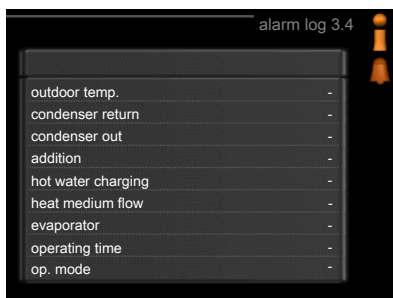 alarm log 3.4
outdoor temp. -
condenser return -
condenser out -
addition -
hot water charging -
heat medium flow -
evaporator -
operating time -
op. mode -